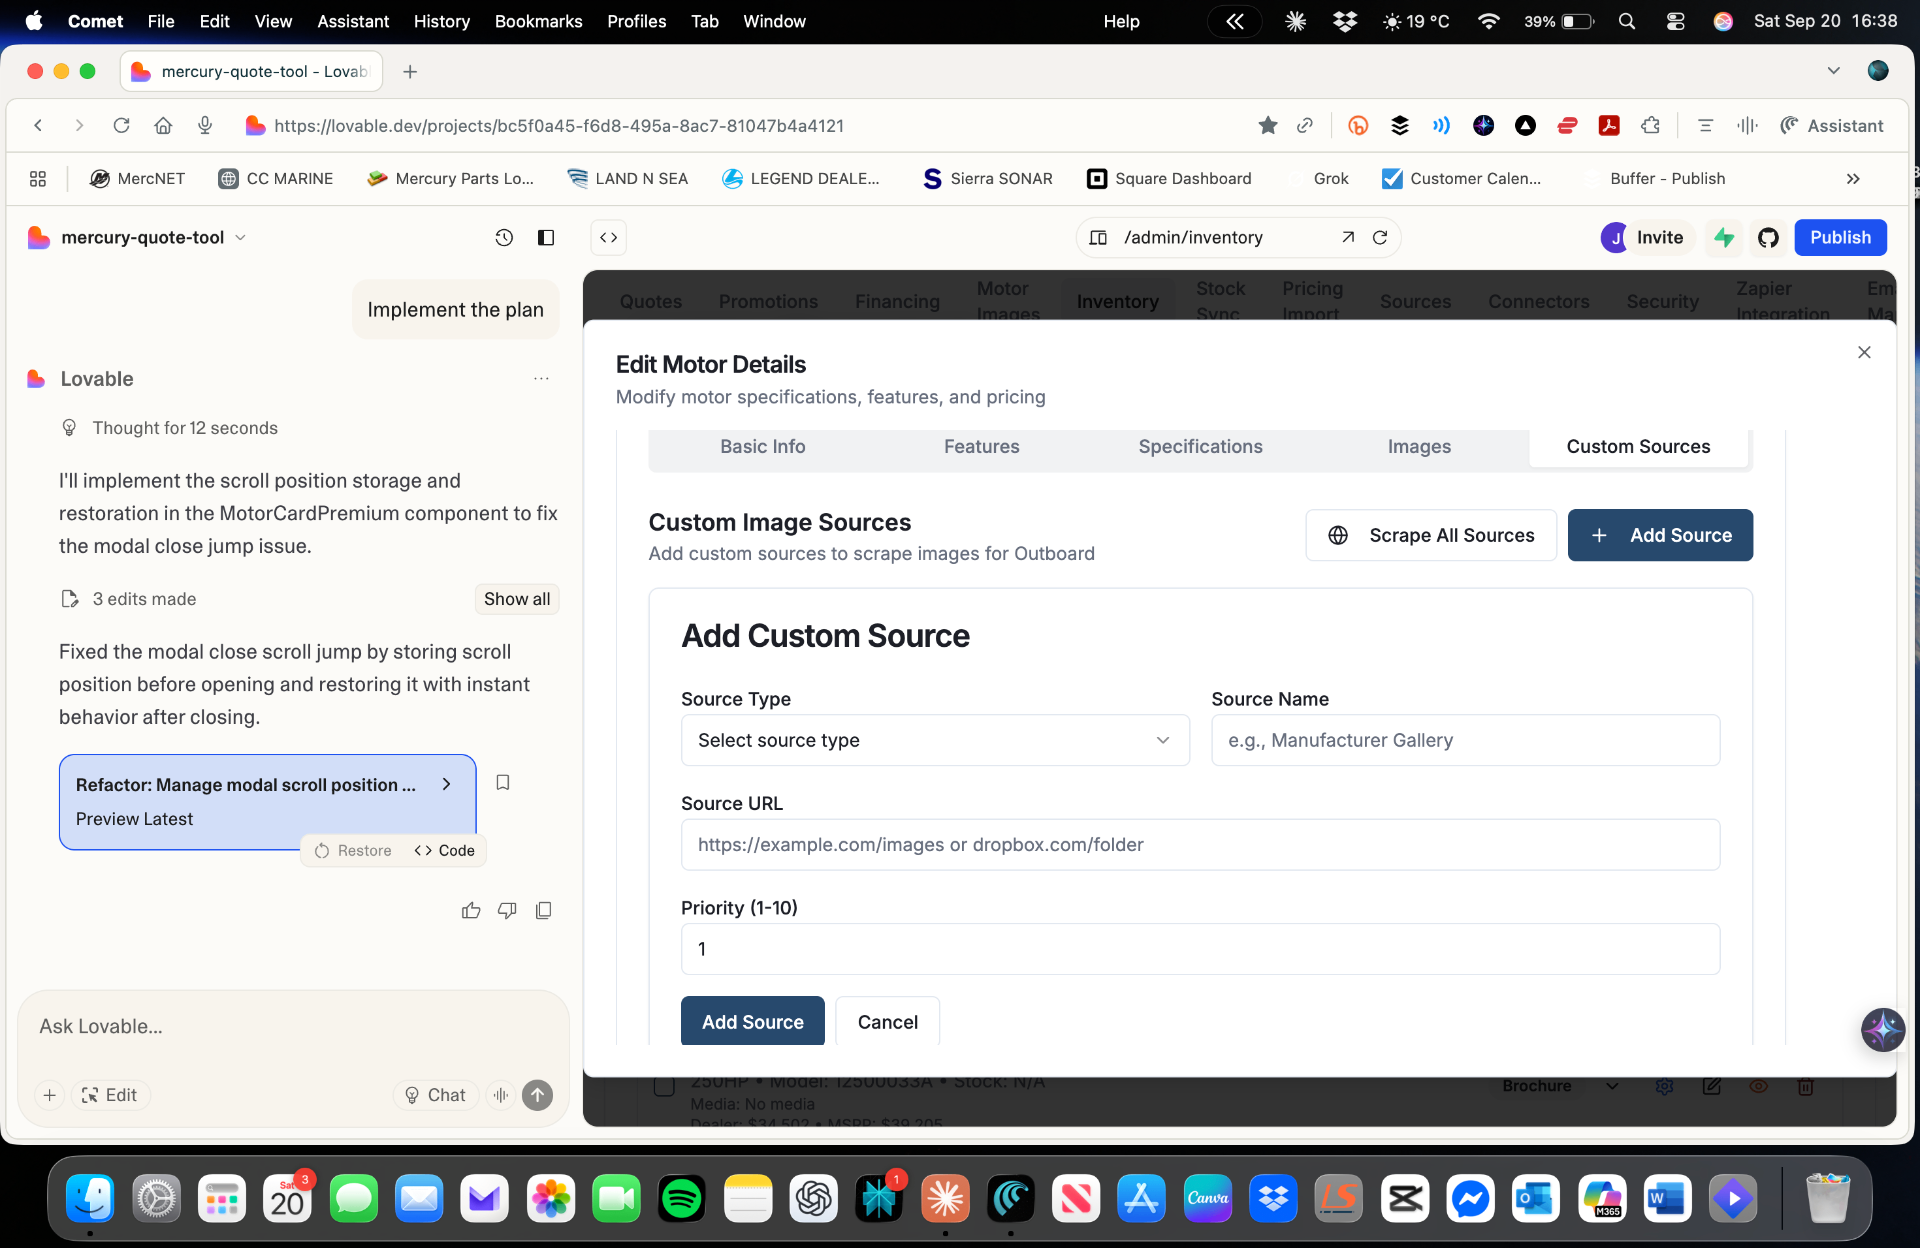 Comet File Edit View Assistant History Bookmarks Profiles Tab Window Help 19 °C 39% Sat Sep 20 16:38
mercury-quote-tool - Lovab
https://lovable.dev/projects/bc5f0a45-f6d8-495a-8ac7-81047b4a4121
Assistant
MercNET CC MARINE Mercury Parts Lo... LAND N SEA LEGEND DEALE... Sierra SONAR Square Dashboard Grok Customer Calen... Buffer - Publish
mercury-quote-tool
/admin/inventory
J Invite
Publish
Implement the plan
Lovable
Thought for 12 seconds
I'll implement the scroll position storage and
restoration in the MotorCardPremium component to fix
the modal close jump issue.
3 edits made
Show all
Fixed the modal close scroll jump by storing scroll
position before opening and restoring it with instant
behavior after closing.
Refactor: Manage modal scroll position ...
Preview Latest
Restore
Code
Ask Lovable...
Edit
Chat
Quotes Promotions Financing Motor Images Inventory Stock Sync Pricing Import Sources Connectors Security Zapier Integration Em Ma
Edit Motor Details
Modify motor specifications, features, and pricing
Basic Info Features Specifications Images Custom Sources
Custom Image Sources
Add custom sources to scrape images for Outboard
Scrape All Sources
Add Source
Add Custom Source
Source Type
Select source type
Source Name
e.g., Manufacturer Gallery
Source URL
https://example.com/images or dropbox.com/folder
Priority (1-10)
1
Add Source
Cancel
250HP • Model: 12500033A • Stock: N/A
Media: No media
Dealer: $34,502 • MSRP: $39,205
Brochure
Sat
20
3
1
Canva
LS
O
M365
W